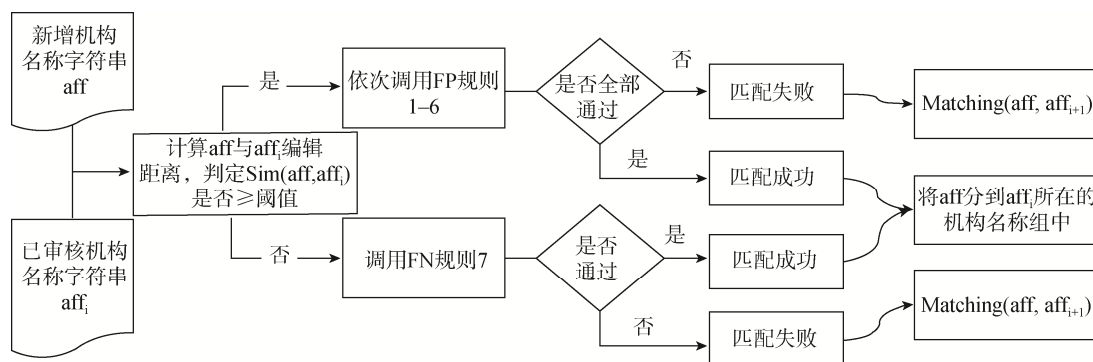 新增机构
名称字符串
aff
已审核机构
名称字符串
affi
计算aff与affi编辑
距离，判定Sim(aff,affi)
是否≥阈值
是
否
依次调用FP规则
1–6
调用FN规则7
是否全部
通过
否
是
是否
通过
是
否
匹配失败
匹配成功
匹配成功
匹配失败
Matching(aff, affi+1)
将aff分到affi所在的
机构名称组中
Matching(aff, affi+1)